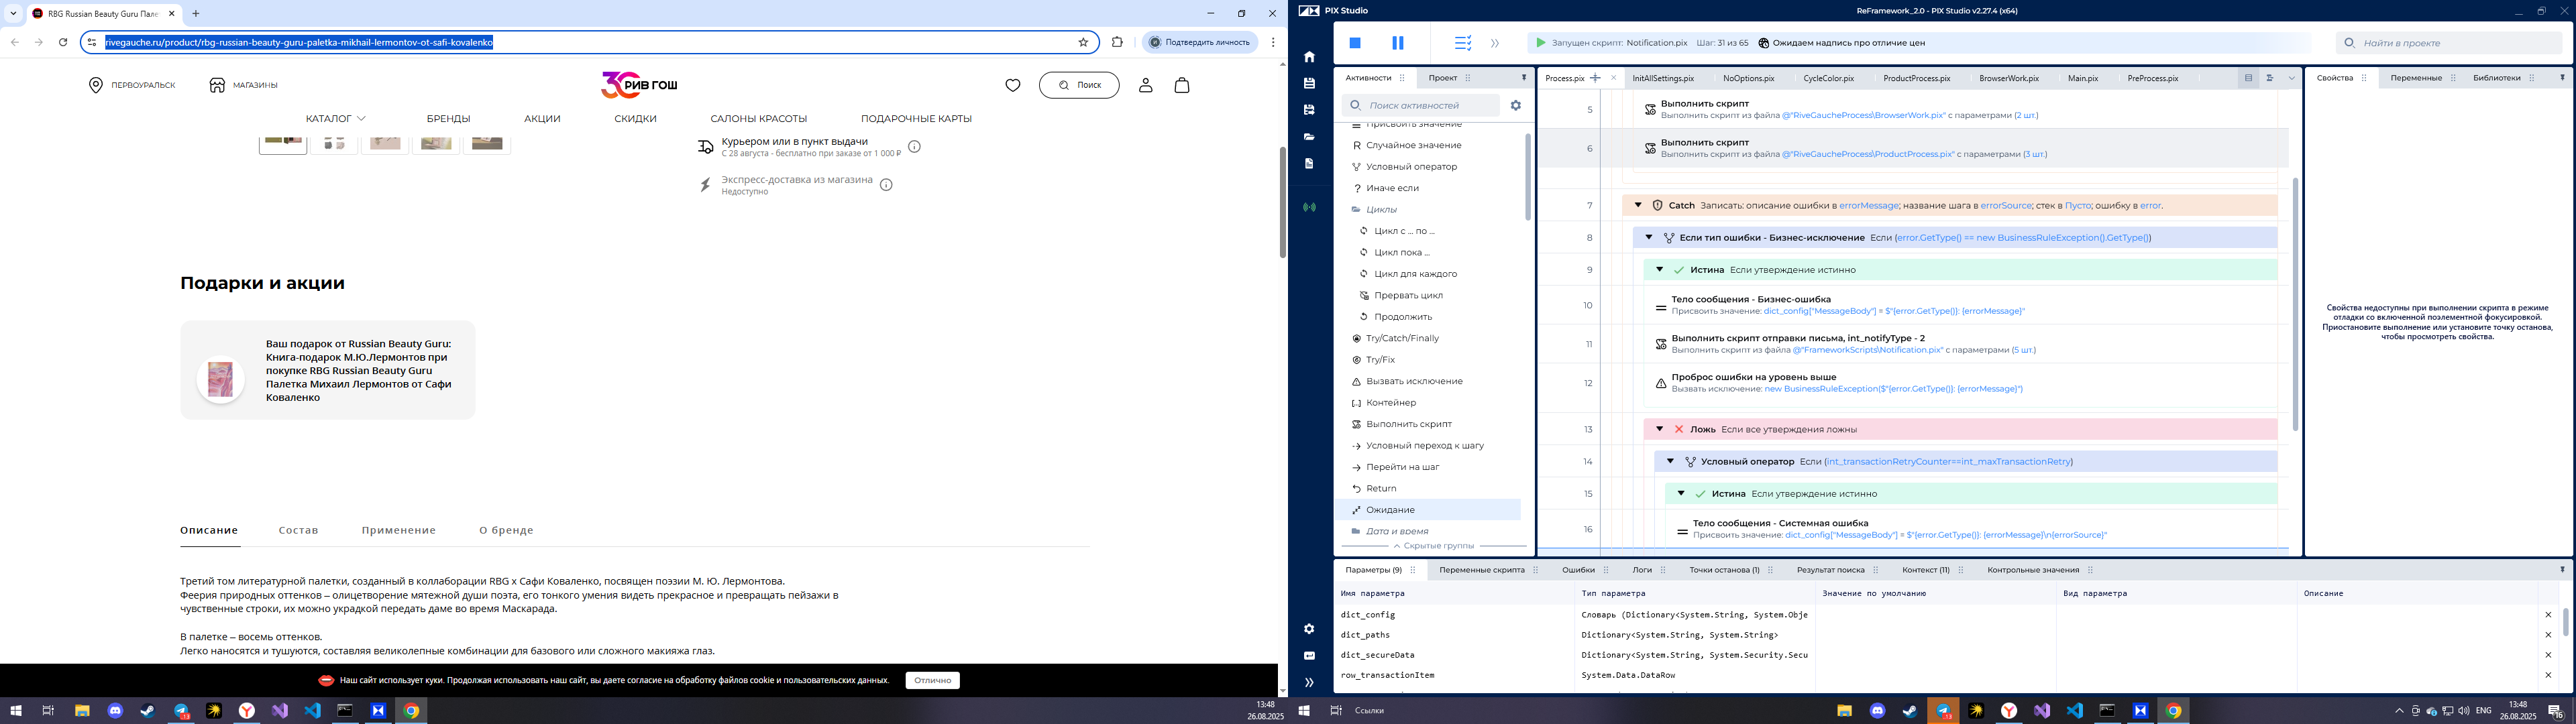 RBG Russian Beauty Guru Пале
rivegauche.ru/product/rbg-russian-beauty-guru-paletka-mikhail-lermontov-ot-safi-kovalenko
Подтвердить личность
ПЕРВОУРАЛЬСК
МАГАЗИНЫ
РИВ ГОШ
Поиск
КАТАЛОГ
БРЕНДЫ
АКЦИИ
СКИДКИ
САЛОНЫ КРАСОТЫ
ПОДАРОЧНЫЕ КАРТЫ
Курьером или в пункт выдачи
С 28 августа - бесплатно при заказе от 1 000 ₽
Экспресс-доставка из магазина
Недоступно
Подарки и акции
Ваш подарок от Russian Beauty Guru:
Книга-подарок М.Ю.Лермонтов при
покупке RBG Russian Beauty Guru
Палетка Михаил Лермонтов от Сафи
Коваленко
Описание
Состав
Применение
О бренде
Третий том литературной палетки, созданный в коллаборации RBG x Сафи Коваленко, посвящен поэзии М. Ю. Лермонтова.
Феерия природных оттенков – олицетворение мятежной души поэта, его тонкого умения видеть прекрасное и превращать пейзажи в
чувственные строки, их можно украдкой передать даме во время Маскарада.
В палетке – восемь оттенков.
Легко наносятся и тушуются, составляя великолепные комбинации для базового или сложного макияжа глаз.
Наш сайт использует куки. Продолжая использовать наш сайт, вы даете согласие на обработку файлов cookie и пользовательских данных.
Отлично
13:48
26.08.2025
PIX Studio
ReFramework_2.0 - PIX Studio v2.27.4 (x64)
Запущен скрипт: Notification.pix
Шаг: 31 из 65
Ожидаем надпись про отличие цен
Найти в проекте
Активности
Проект
Поиск активностей
Присвоить значение
Случайное значение
Условный оператор
Иначе если
Циклы
Цикл с ... по ...
Цикл пока ...
Цикл для каждого
Прервать цикл
Продолжить
Try/Catch/Finally
Try/Fix
Вызвать исключение
Контейнер
Выполнить скрипт
Условный переход к шагу
Перейти на шаг
Return
Ожидание
Дата и время
Скрытые группы
Process.pix
InitAllSettings.pix
NoOptions.pix
CycleColor.pix
ProductProcess.pix
BrowserWork.pix
Main.pix
PreProcess.pix
5
Выполнить скрипт
Выполнить скрипт из файла @"RiveGaucheProcess\BrowserWork.pix" с параметрами (2 шт.)
6
Выполнить скрипт
Выполнить скрипт из файла @"RiveGaucheProcess\ProductProcess.pix" с параметрами (3 шт.)
7
Catch Записать: описание ошибки в errorMessage; название шага в errorSource; стек в Пусто; ошибку в error.
8
Если тип ошибки - Бизнес-исключение Если (error.GetType() == new BusinessRuleException().GetType())
9
Истина Если утверждение истинно
10
Тело сообщения - Бизнес-ошибка
Присвоить значение: dict_config["MessageBody"] = $"{error.GetType()}: {errorMessage}"
11
Выполнить скрипт отправки письма, int_notifyType - 2
Выполнить скрипт из файла @"FrameworkScripts\Notification.pix" с параметрами (5 шт.)
12
Проброс ошибки на уровень выше
Вызвать исключение: new BusinessRuleException($"{error.GetType()}: {errorMessage}")
13
Ложь Если все утверждения ложны
14
Условный оператор Если (int_transactionRetryCounter==int_maxTransactionRetry)
15
Истина Если утверждение истинно
16
Тело сообщения - Системная ошибка
Присвоить значение: dict_config["MessageBody"] = $"{error.GetType()}: {errorMessage}\n{errorSource}"
Свойства
Переменные
Библиотеки
Свойства недоступны при выполнении скрипта в режиме
отладки со включенной поэлементной фокусировкой.
Приостановите выполнение или установите точку останова,
чтобы просмотреть свойства.
Параметры (9)
Переменные скрипта
Ошибки
Логи
Точки останова (1)
Результат поиска
Контекст (11)
Контрольные значения
Имя параметра
Тип параметра
Значение по умолчанию
Вид параметра
Описание
dict_config
Словарь (Dictionary<System.String, System.Obje
dict_paths
Dictionary<System.String, System.String>
dict_secureData
Dictionary<System.String, System.Security.Secu
row_transactionItem
System.Data.DataRow
Ссылки
ENG
13:48
26.08.2025